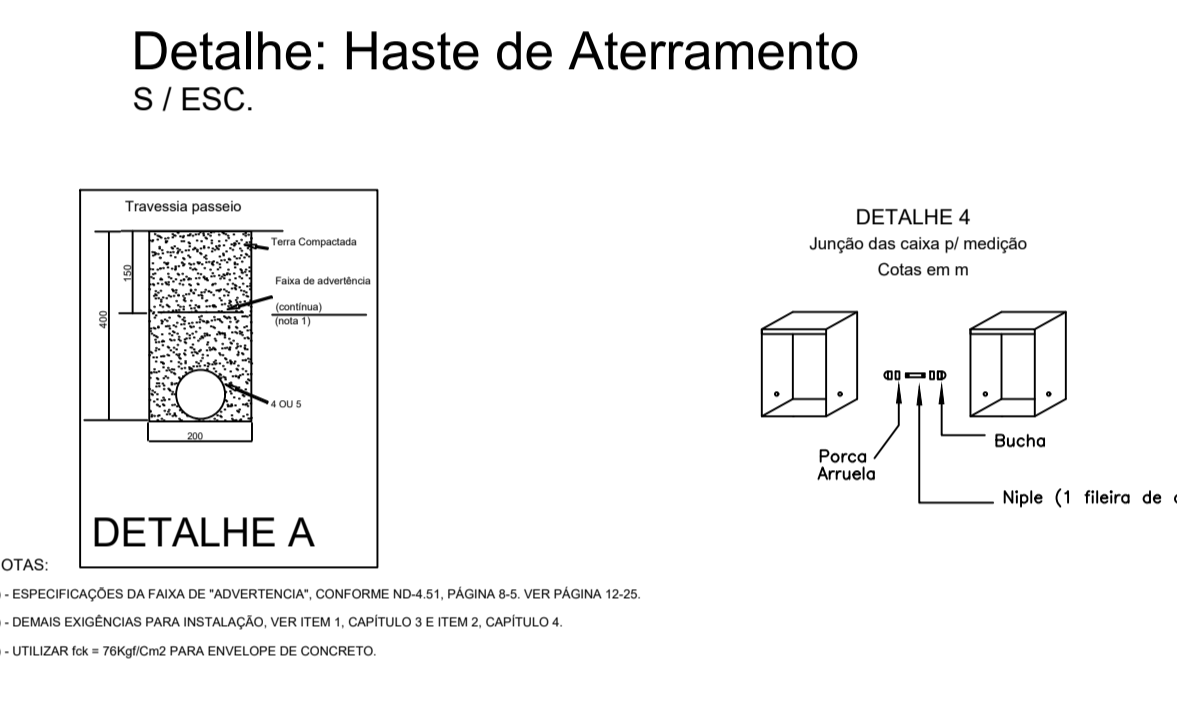 Detalhe: Haste de Aterramento
S / ESC.
Travessia passeio
Terra Compactada
Faixa de advertência
(contínua)
(nota 1)
150
400
4 OU 5
200
DETALHE A
OTAS:
- ESPECIFICAÇÕES DA FAIXA DE "ADVERTENCIA", CONFORME ND-4.51, PÁGINA 8-5. VER PÁGINA 12-25.
- DEMAIS EXIGÊNCIAS PARA INSTALAÇÃO, VER ITEM 1, CAPÍTULO 3 E ITEM 2, CAPÍTULO 4.
- UTILIZAR fck = 76Kgf/Cm2 PARA ENVELOPE DE CONCRETO.
DETALHE 4
Junção das caixa p/ medição
Cotas em m
Bucha
Porca
Arruela
Niple (1 fileira de